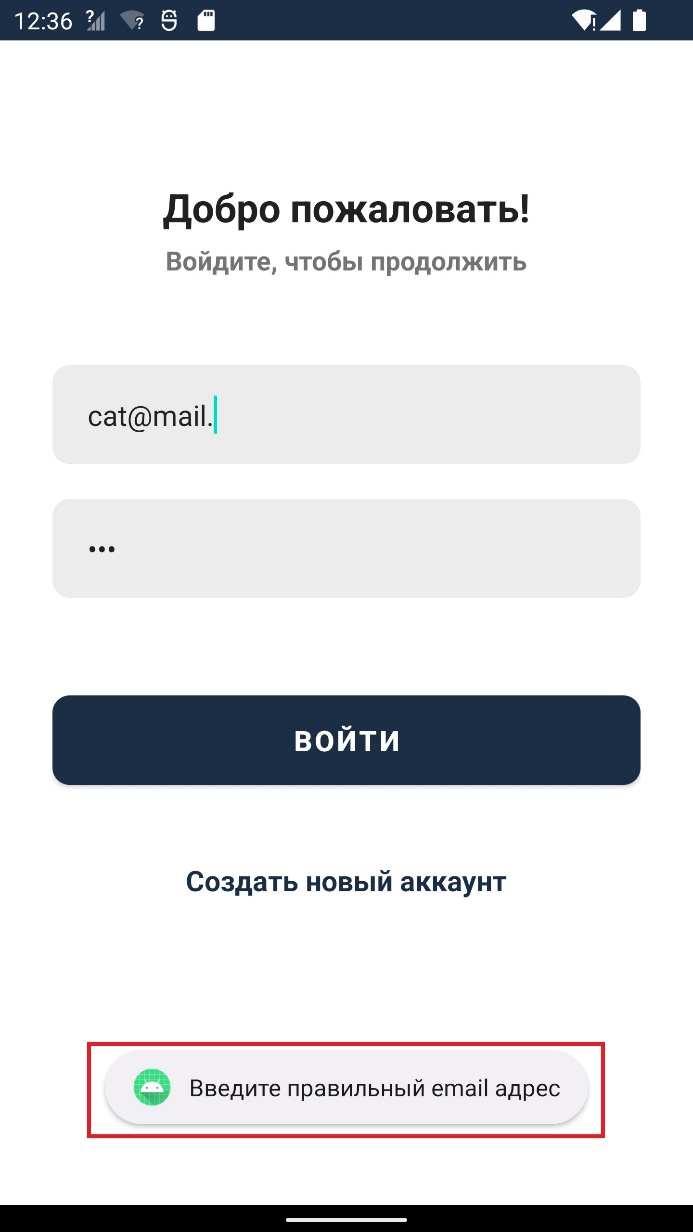 12:36
Добро пожаловать!
Войдите, чтобы продолжить
cat@mail.
•••
ВОЙТИ
Создать новый аккаунт
Введите правильный email адрес